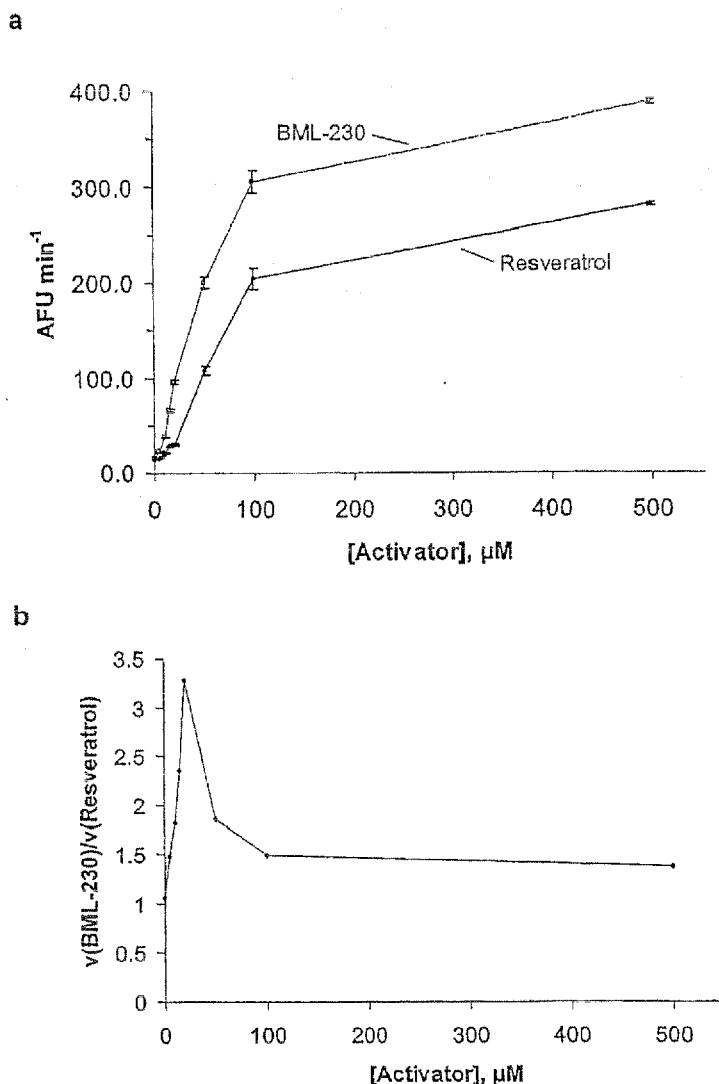 a
AFU min⁻¹
400.0
300.0
200.0
100.0
0.0
BML-230
Resveratrol
0 100 200 300 400 500
[Activator], µM
b
v(BML-230)/v(Resveratrol)
3.5
3
2.5
2
1.5
1
0.5
0
0 100 200 300 400 500
[Activator], µM